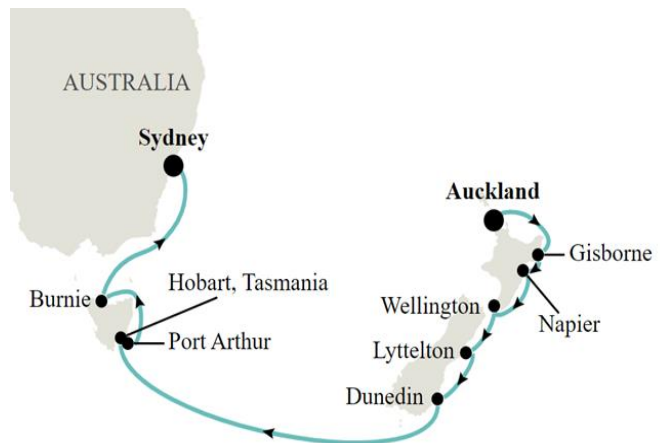 AUSTRALIA
Sydney
Auckland
Gisborne
Hobart, Tasmania
Burnie
Wellington
Napier
Port Arthur
Lyttelton
Dunedin